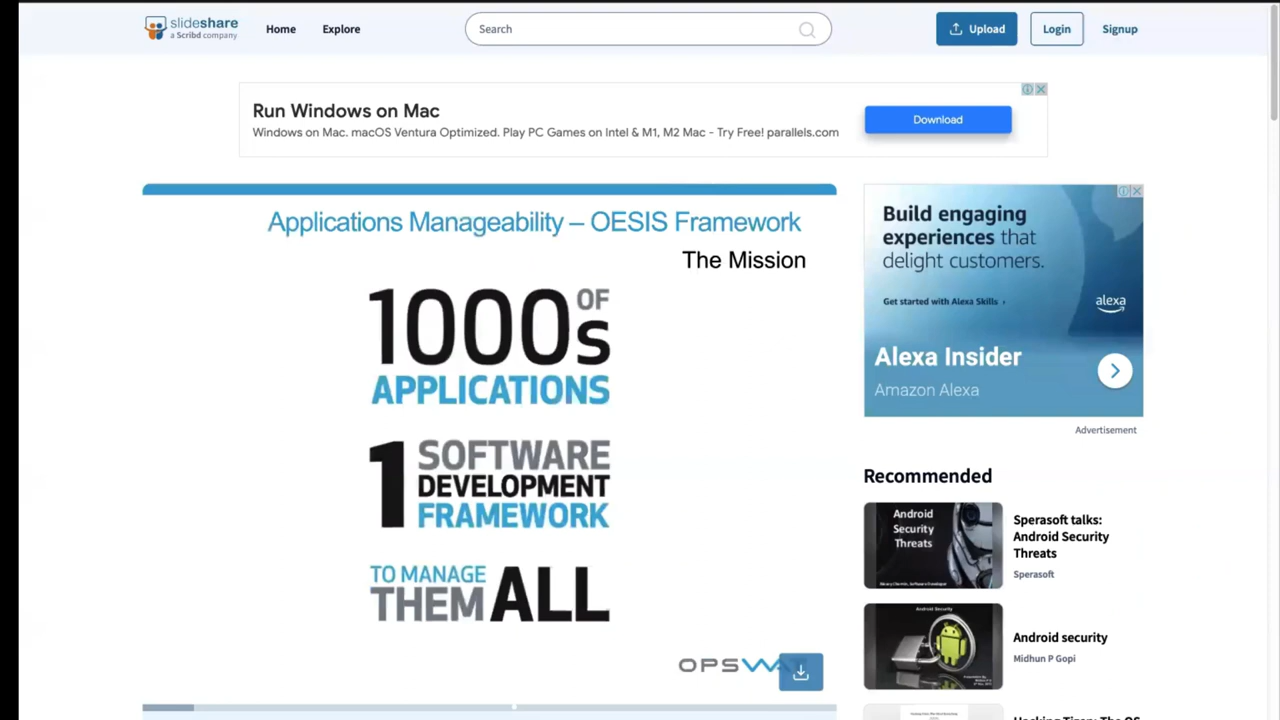 slideshare
a Scribd company
Home
Explore
Search
Upload
Login
Signup
Run Windows on Mac
Windows on Mac. macOS Ventura Optimized. Play PC Games on Intel & M1, M2 Mac - Try Free! parallels.com
Download
Applications Manageability – OESIS Framework
The Mission
1000s OF
APPLICATIONS
1 SOFTWARE
DEVELOPMENT
FRAMEWORK
TO MANAGE
THEM ALL
Build engaging
experiences that
delight customers.
Get started with Alexa Skills ›
alexa
Alexa Insider
Amazon Alexa
Advertisement
Recommended
Android
Security
Threats
Sperasoft talks:
Android Security
Threats
Sperasoft
Android Security
Android security
Midhun P Gopi